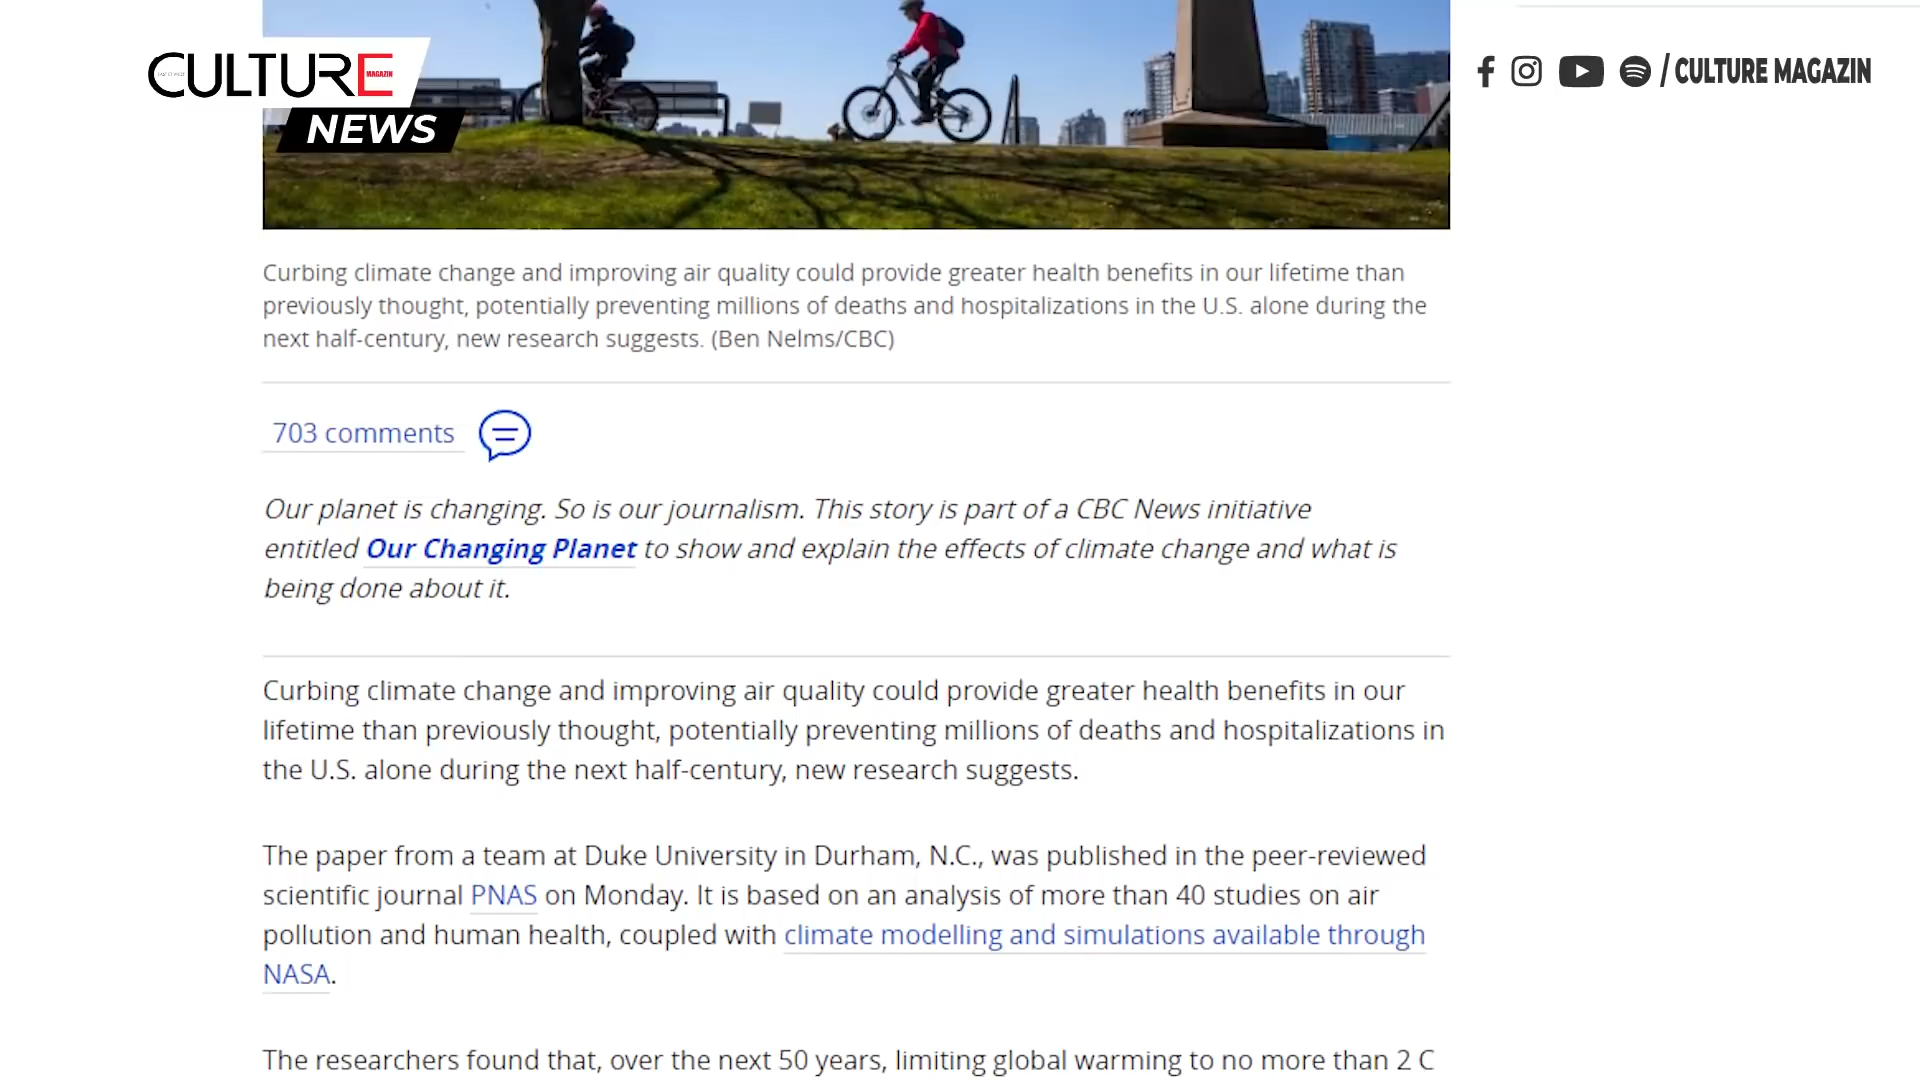 CULTURE
MAGAZIN
NEWS
/ CULTURE MAGAZIN
Curbing climate change and improving air quality could provide greater health benefits in our lifetime than
previously thought, potentially preventing millions of deaths and hospitalizations in the U.S. alone during the
next half-century, new research suggests. (Ben Nelms/CBC)
703 comments
Our planet is changing. So is our journalism. This story is part of a CBC News initiative
entitled Our Changing Planet to show and explain the effects of climate change and what is
being done about it.
Curbing climate change and improving air quality could provide greater health benefits in our
lifetime than previously thought, potentially preventing millions of deaths and hospitalizations in
the U.S. alone during the next half-century, new research suggests.
The paper from a team at Duke University in Durham, N.C., was published in the peer-reviewed
scientific journal PNAS on Monday. It is based on an analysis of more than 40 studies on air
pollution and human health, coupled with climate modelling and simulations available through
NASA.
The researchers found that, over the next 50 years, limiting global warming to no more than 2 C